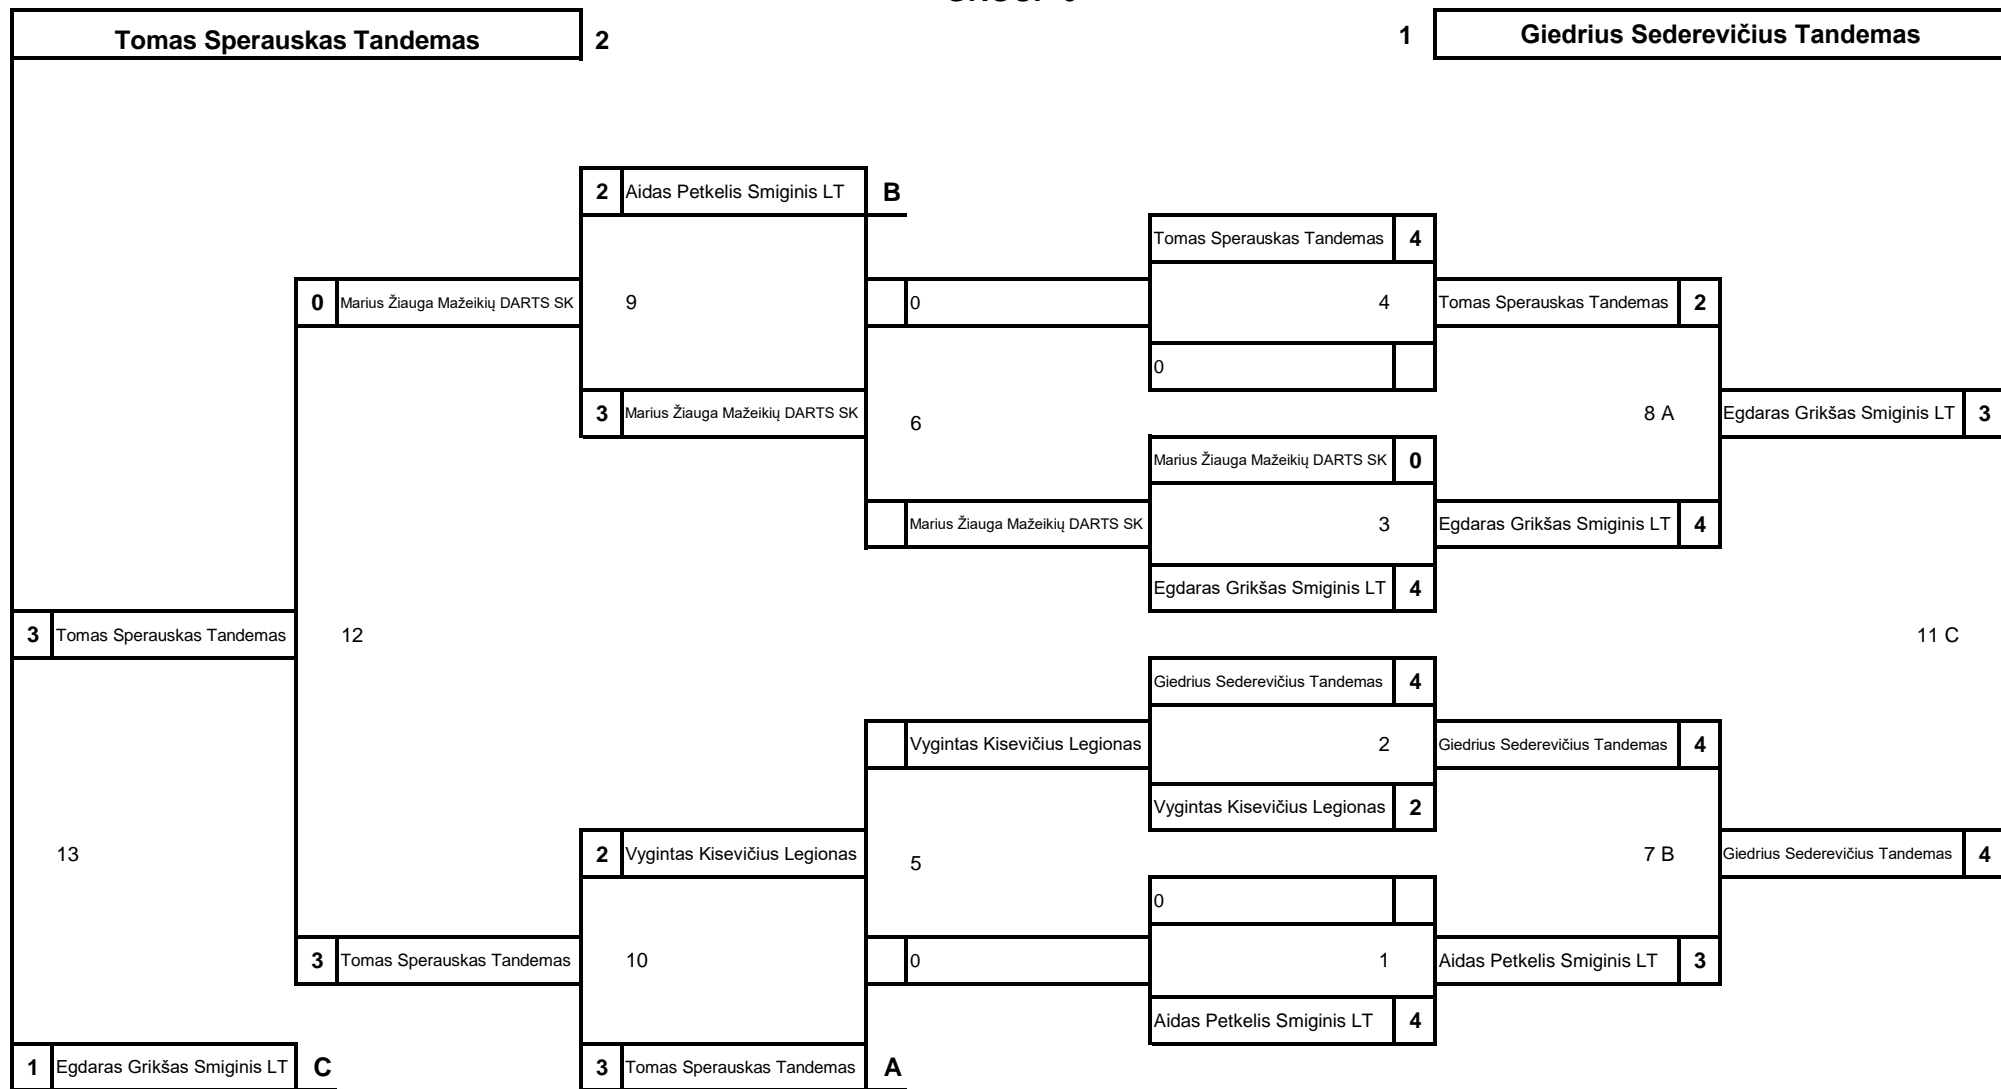 Tomas Sperauskas Tandemas 2
1 Giedrius Sederevičius Tandemas
2 Aidas Petkelis Smiginis LT B
Tomas Sperauskas Tandemas 4
0 Marius Žiauga Mažeikių DARTS SK 9 0 4 Tomas Sperauskas Tandemas 2
0
3 Marius Žiauga Mažeikių DARTS SK 6 8 A Egdaras Grikšas Smiginis LT 3
Marius Žiauga Mažeikių DARTS SK 0
Marius Žiauga Mažeikių DARTS SK 3 Egdaras Grikšas Smiginis LT 4
Egdaras Grikšas Smiginis LT 4
3 Tomas Sperauskas Tandemas 12 11 C
Giedrius Sederevičius Tandemas 4
Vygintas Kisevičius Legionas 2 Giedrius Sederevičius Tandemas 4
Vygintas Kisevičius Legionas 2
13 2 Vygintas Kisevičius Legionas 5 7 B Giedrius Sederevičius Tandemas 4
0
3 Tomas Sperauskas Tandemas 10 0 1 Aidas Petkelis Smiginis LT 3
Aidas Petkelis Smiginis LT 4
1 Egdaras Grikšas Smiginis LT C 3 Tomas Sperauskas Tandemas A